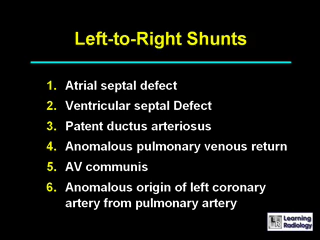 Left-to-Right Shunts
1. Atrial septal defect
2. Ventricular septal Defect
3. Patent ductus arteriosus
4. Anomalous pulmonary venous return
5. AV communis
6. Anomalous origin of left coronary
artery from pulmonary artery
Learning
Radiology